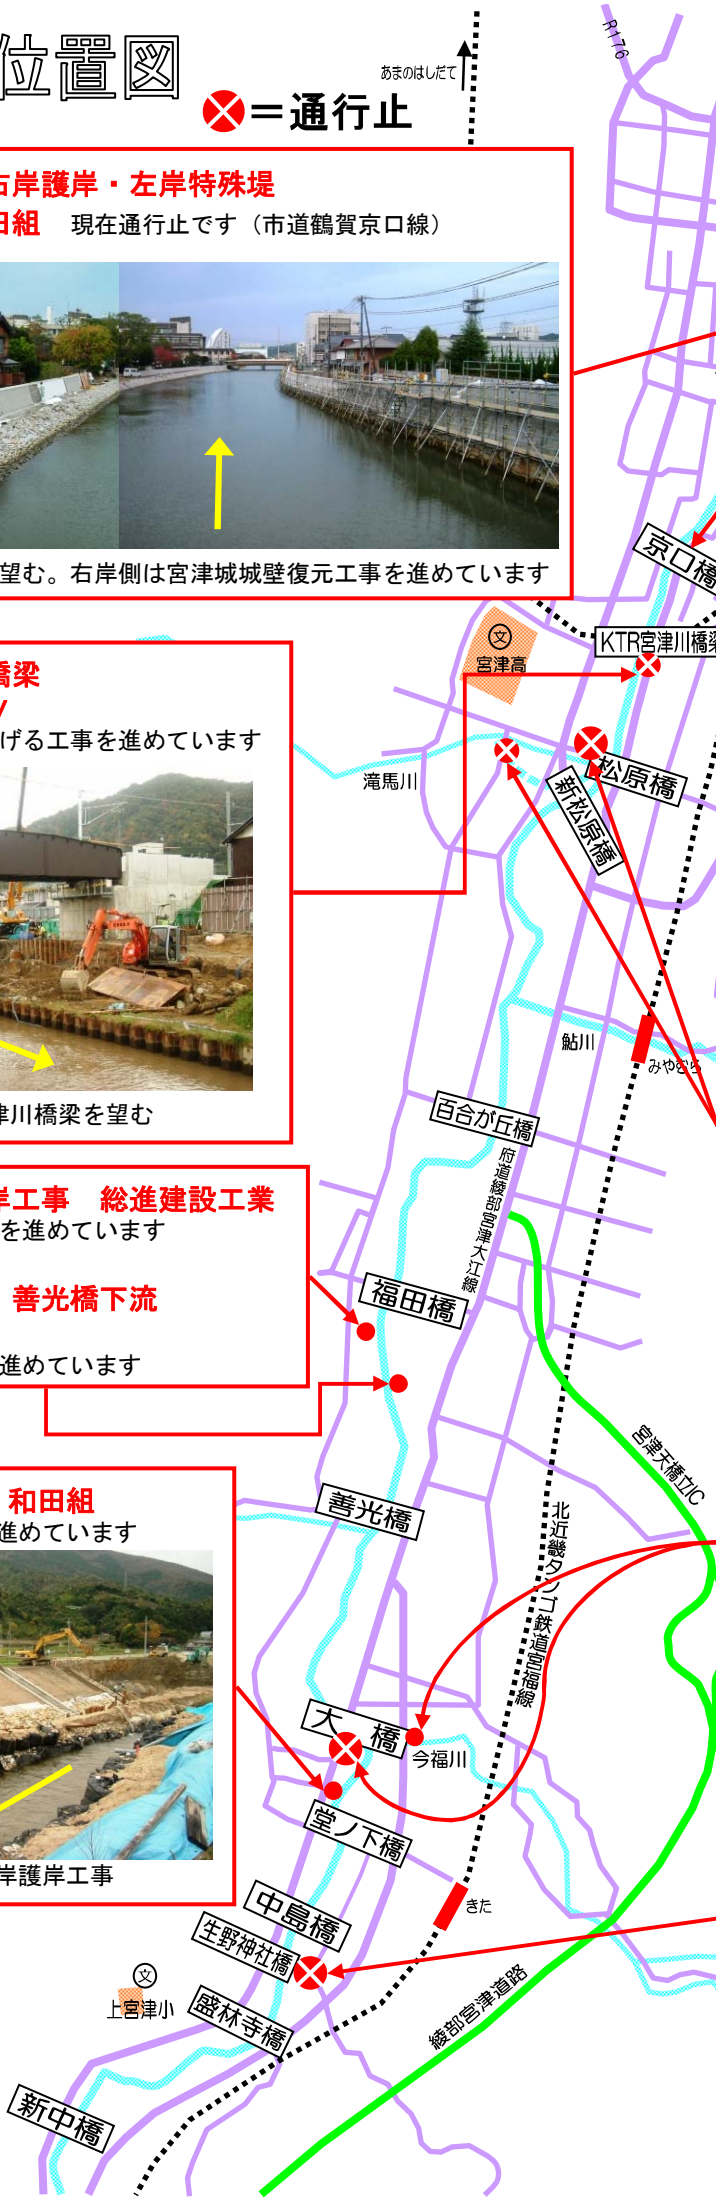 位置図
あまのはしだて
R176
=通行止
右岸護岸・左岸特殊堤
田組　現在通行止です（市道鶴賀京口線）
望む。右岸側は宮津城城壁復元工事を進めています
京口橋
KTR宮津川橋梁
文
宮津高
橋梁
げる工事を進めています
滝馬川
松原橋
新松原橋
鮎川
みやむら
津川橋梁を望む
百合が丘橋
府道綾部宮津大江線
岸工事　総進建設工業
を進めています
善光橋下流
進めています
福田橋
宮津天橋立IC
善光橋
北近畿タンゴ鉄道宮福線
和田組
進めています
大橋
今福川
堂ノ下橋
岸護岸工事
きた
中島橋
生野神社橋
文
上宮津小
盛林寺橋
綾部宮津道路
新中橋